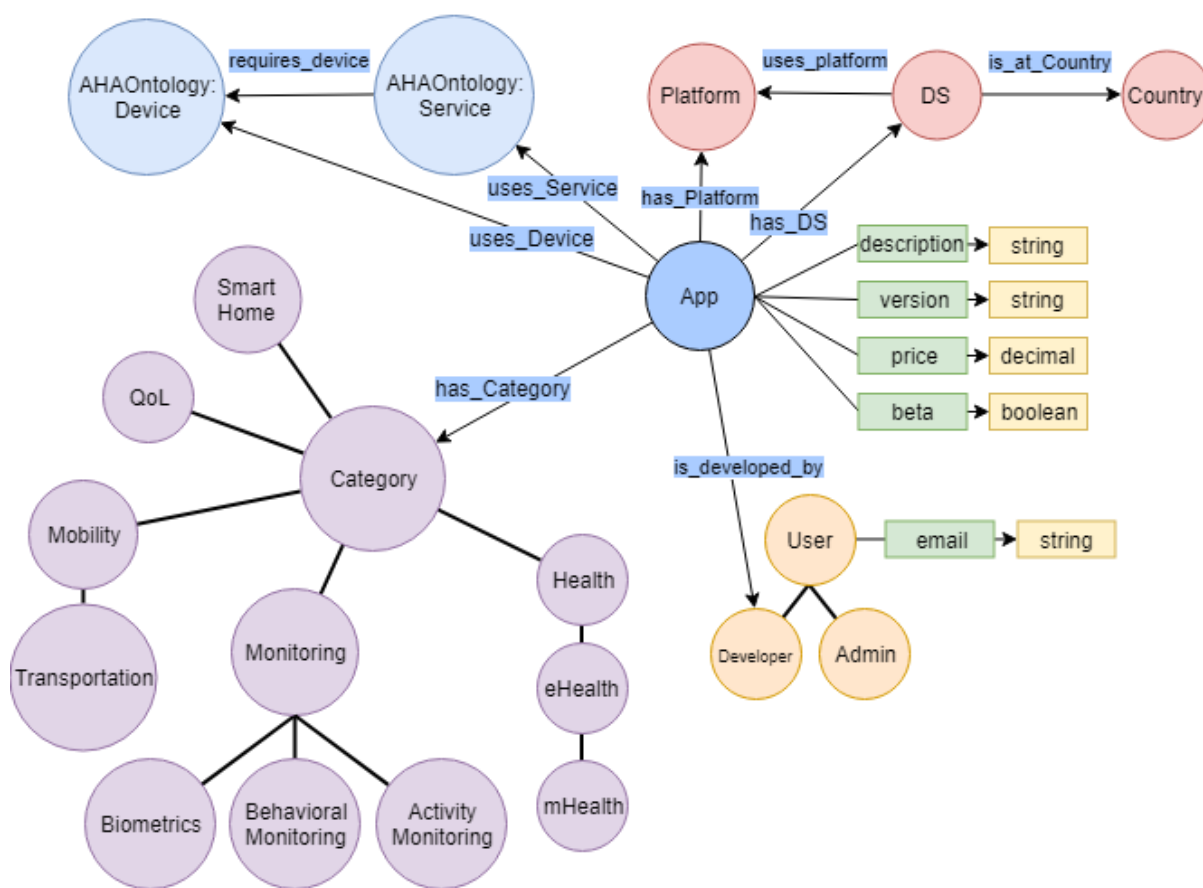 AHAOntology:
Device
requires_device
AHAOntology:
Service
Platform
uses_platform
DS
is_at_Country
Country
uses_Service
uses_Device
has_Platform
has_DS
App
description
string
version
string
price
decimal
beta
boolean
Smart
Home
QoL
has_Category
Category
is_developed_by
Mobility
Transportation
Monitoring
Health
eHealth
mHealth
Biometrics
Behavioral
Monitoring
Activity
Monitoring
User
email
string
Developer
Admin